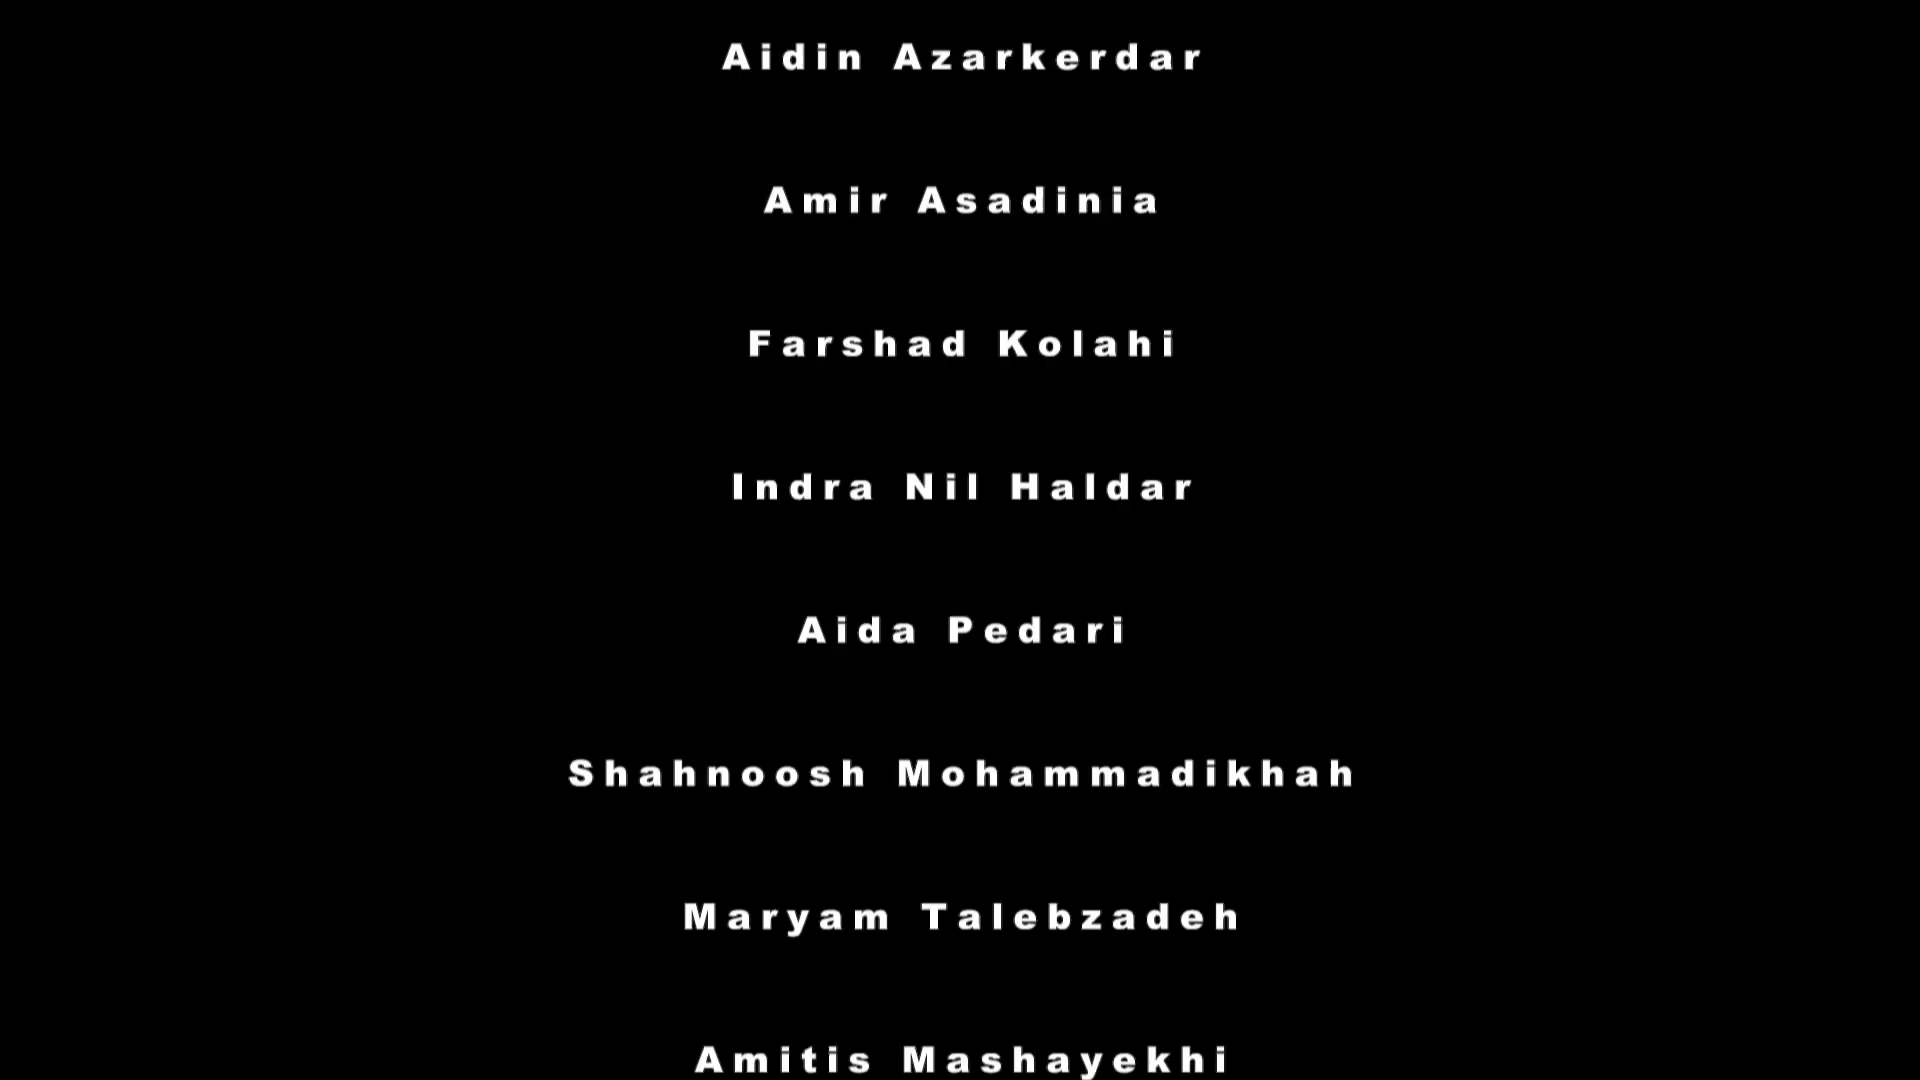 Aidin Azarkerdar
Amir Asadinia
Farshad Kolahi
Indra Nil Haldar
Aida Pedari
Shahnoosh Mohammadikhah
Maryam Talebzadeh
Amitis Mashayekhi